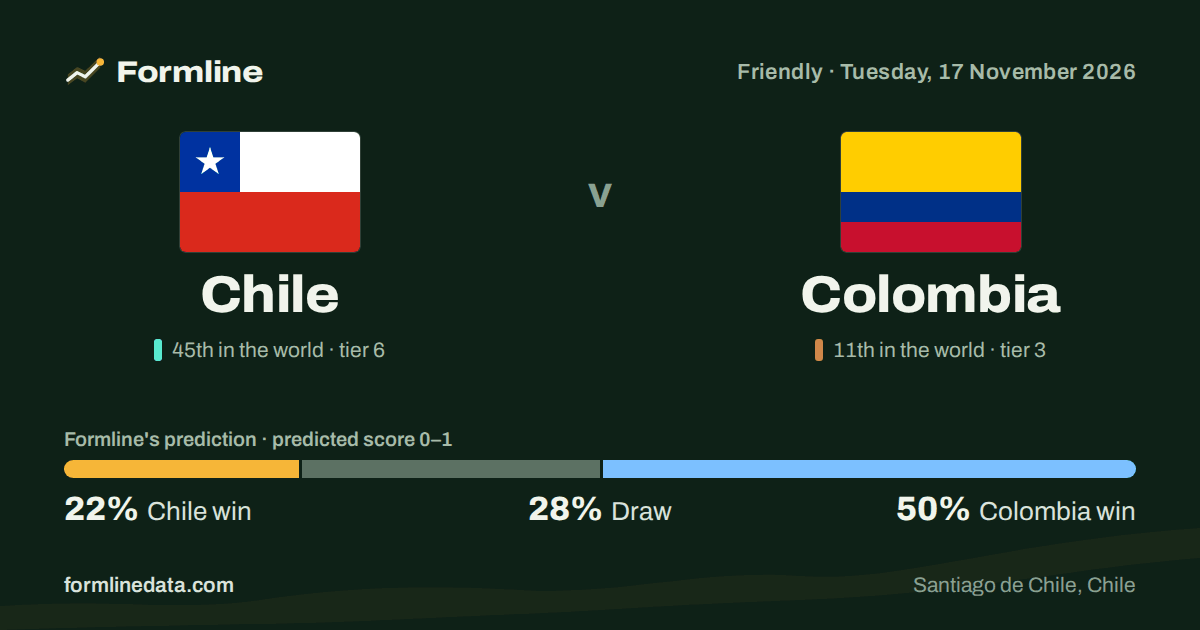 Formline
Friendly · Tuesday, 17 November 2026
v
Chile
45th in the world · tier 6
Colombia
11th in the world · tier 3
Formline's prediction · predicted score 0–1
22% Chile win
28% Draw
50% Colombia win
formlinedata.com
Santiago de Chile, Chile